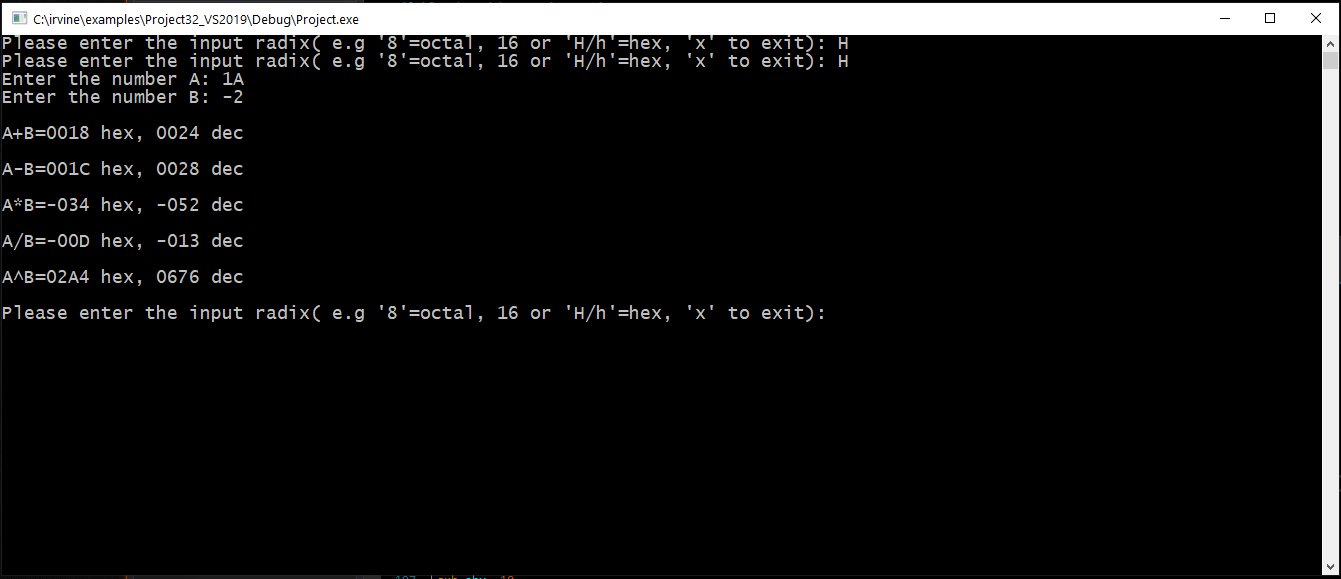 C:\irvine\examples\Project32_VS2019\Debug\Project.exe
Please enter the input radix( e.g '8'=octal, 16 or 'H/h'=hex, 'x' to exit): H
Please enter the input radix( e.g '8'=octal, 16 or 'H/h'=hex, 'x' to exit): H
Enter the number A: 1A
Enter the number B: -2
A+B=0018 hex, 0024 dec
A-B=001C hex, 0028 dec
A*B=-034 hex, -052 dec
A/B=-00D hex, -013 dec
A^B=02A4 hex, 0676 dec
Please enter the input radix( e.g '8'=octal, 16 or 'H/h'=hex, 'x' to exit):